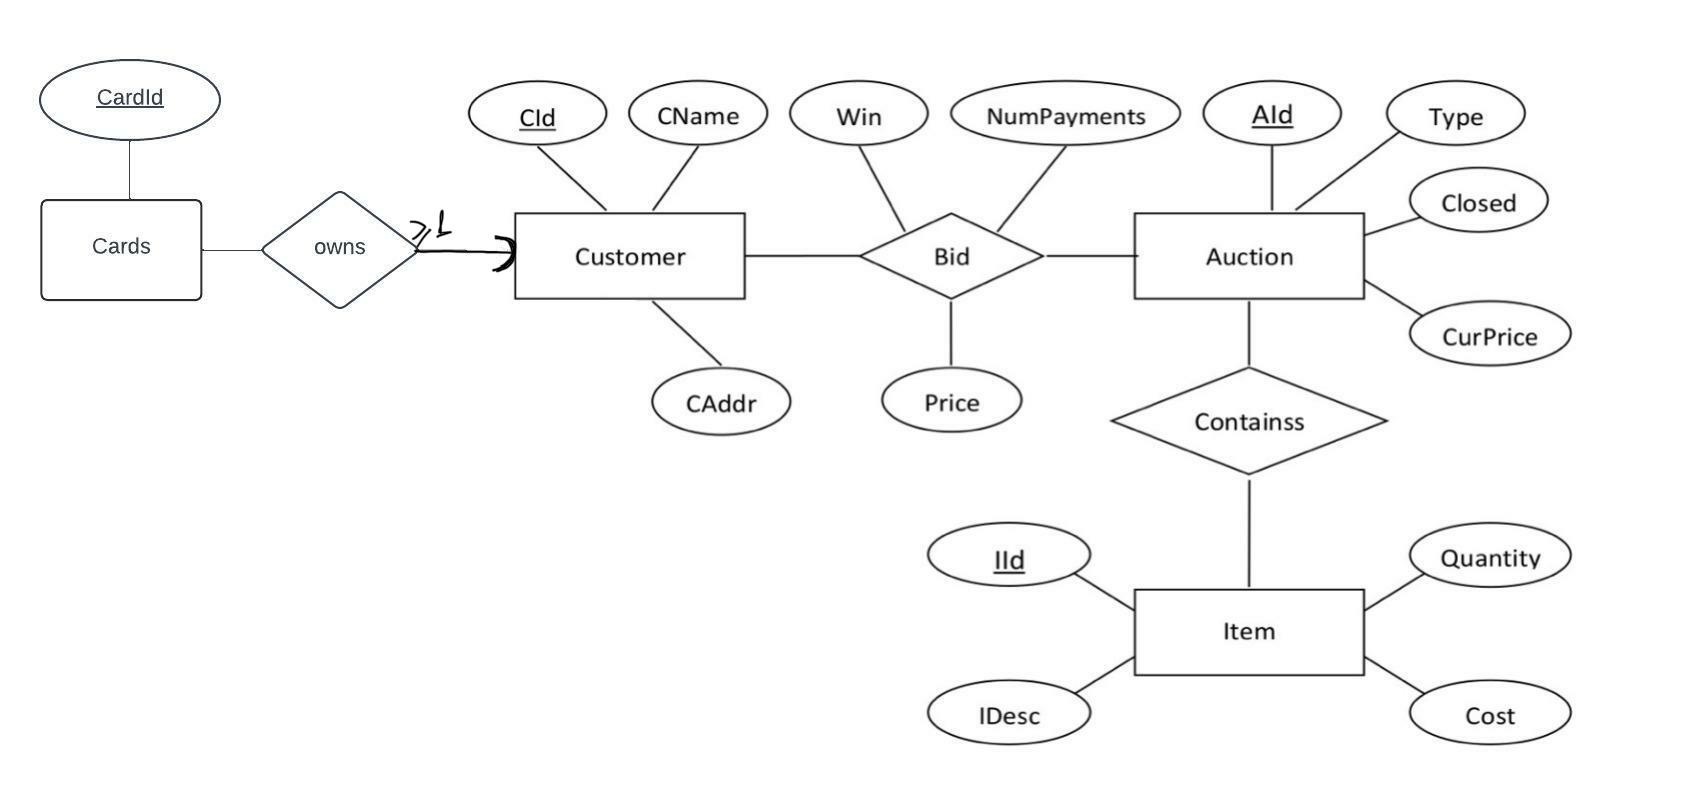 CardId
CId
CName
Win
NumPayments
AId
Type
Closed
Cards
owns
⩾1
Customer
Bid
Auction
CurPrice
CAddr
Price
Containss
IId
Quantity
Item
IDesc
Cost